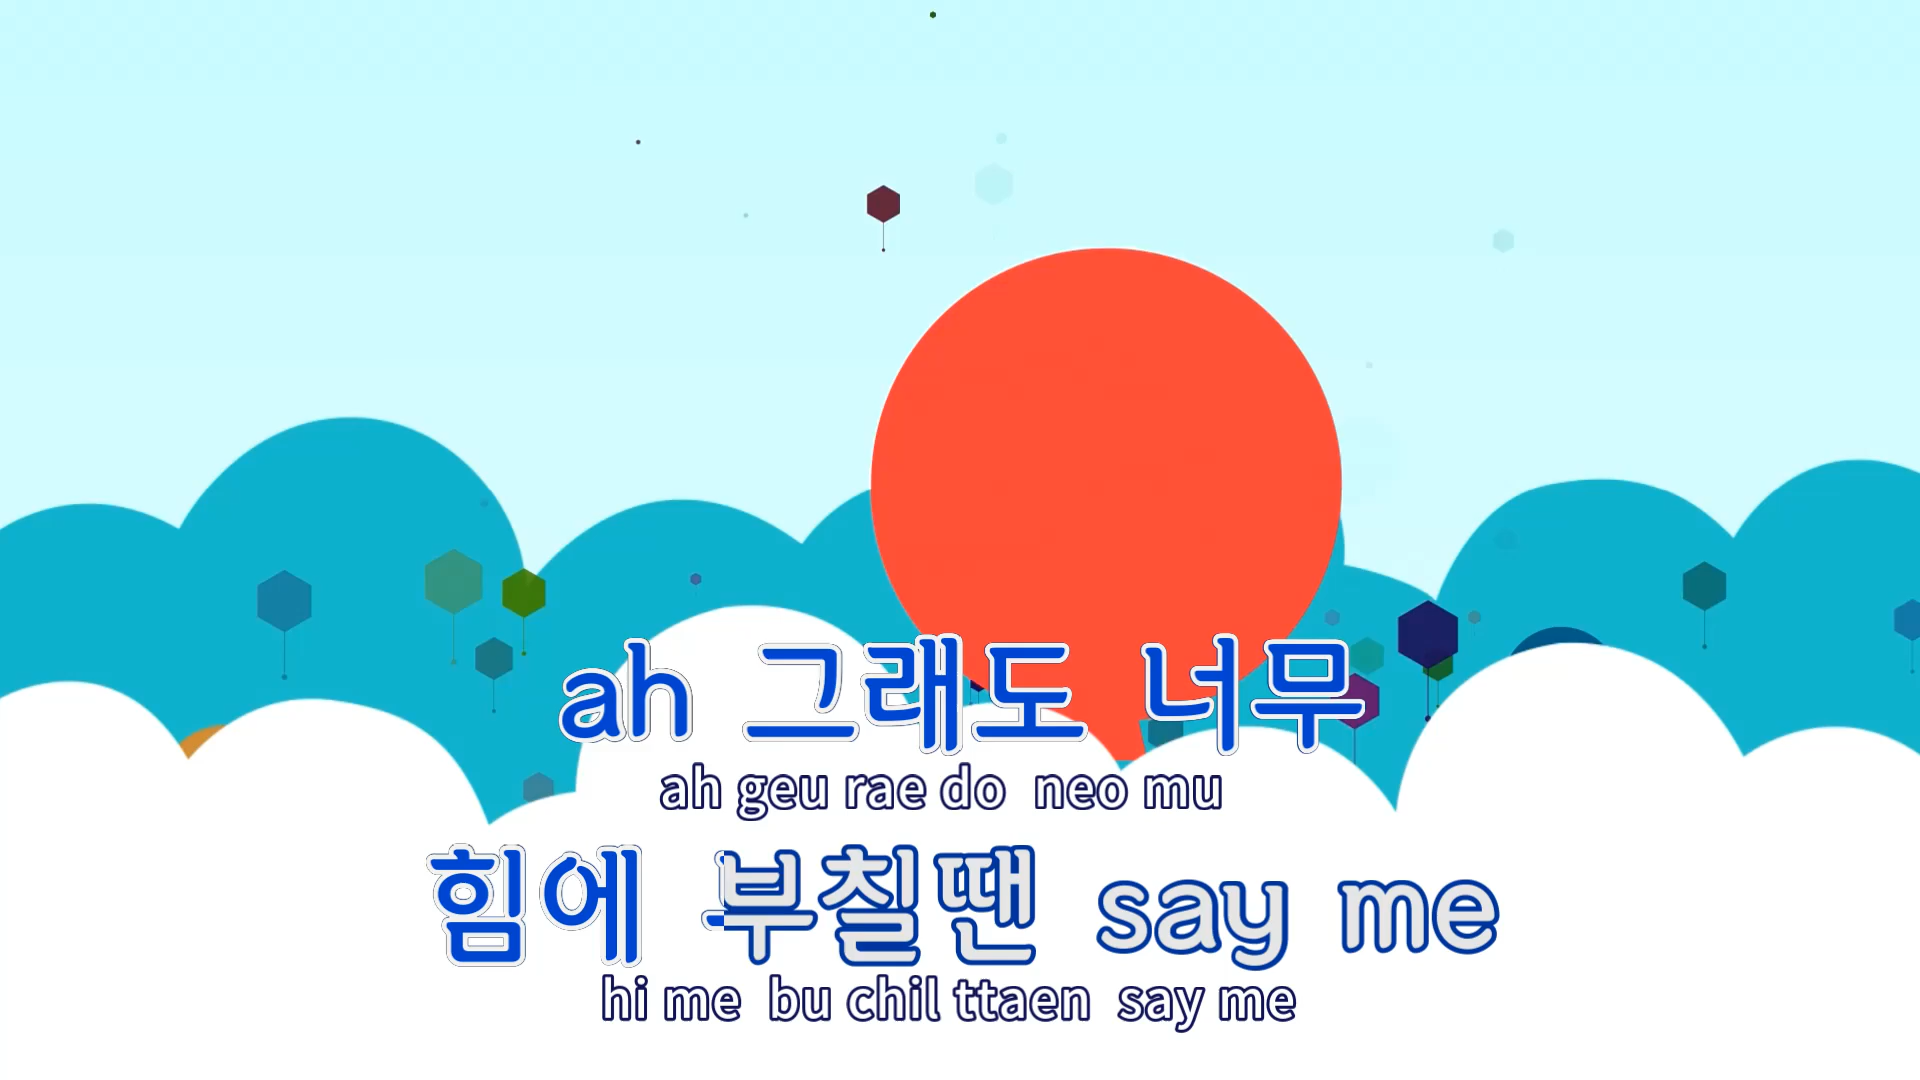 ah 그래도 너무
ah geu rae do neo mu
힘에 부칠땐 say me
hi me bu chil ttaen say me